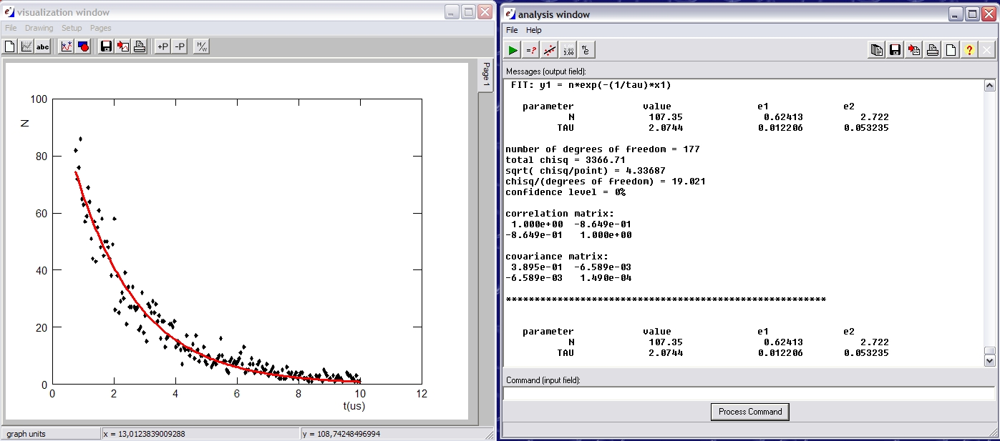 visualization window
File Drawing Setup Pages
abc +P -P H/W
Page 1
100
N
80
60
40
20
0
0 2 4 6 8 10 12
t(us)
graph units x = 13,0123839009288 y = 108,74248496994
analysis window
File Help
=?
Messages (output field):
FIT: y1 = n*exp(-(1/tau)*x1)
parameter value e1 e2
N 107.35 0.62413 2.722
TAU 2.0744 0.012206 0.053235
number of degrees of freedom = 177
total chisq = 3366.71
sqrt( chisq/point) = 4.33687
chisq/(degrees of freedom) = 19.021
confidence level = 0%
correlation matrix:
1.000e+00 -8.649e-01
-8.649e-01 1.000e+00
covariance matrix:
3.895e-01 -6.589e-03
-6.589e-03 1.490e-04
********************************************************
parameter value e1 e2
N 107.35 0.62413 2.722
TAU 2.0744 0.012206 0.053235
Command (input field):
Process Command